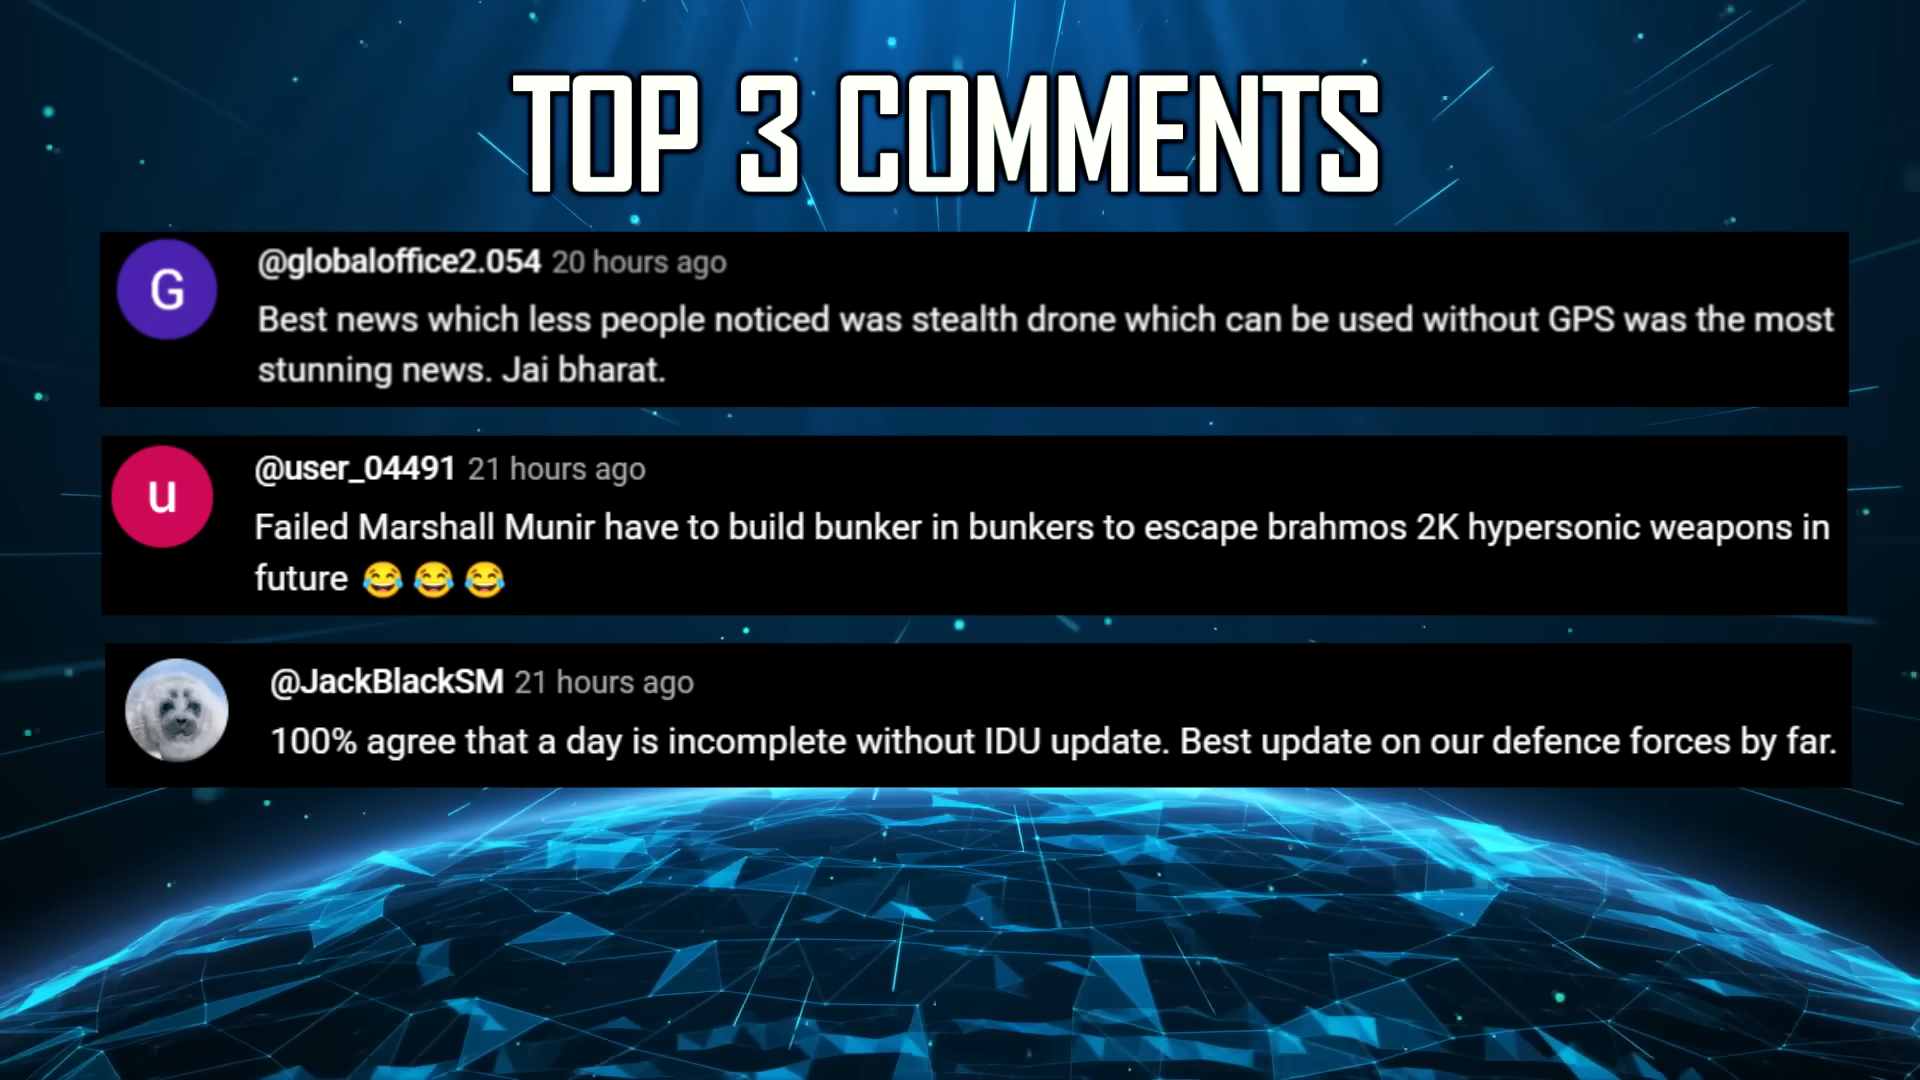 TOP 3 COMMENTS
G
@globaloffice2.054 20 hours ago
Best news which less people noticed was stealth drone which can be used without GPS was the most
stunning news. Jai bharat.
u
@user_04491 21 hours ago
Failed Marshall Munir have to build bunker in bunkers to escape brahmos 2K hypersonic weapons in
future 😂 😂 😂
@JackBlackSM 21 hours ago
100% agree that a day is incomplete without IDU update. Best update on our defence forces by far.